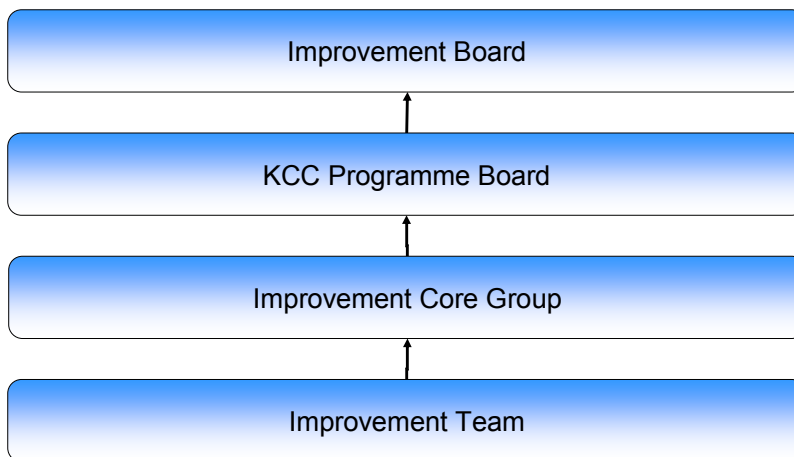 Improvement Board
KCC Programme Board
Improvement Core Group
Improvement Team